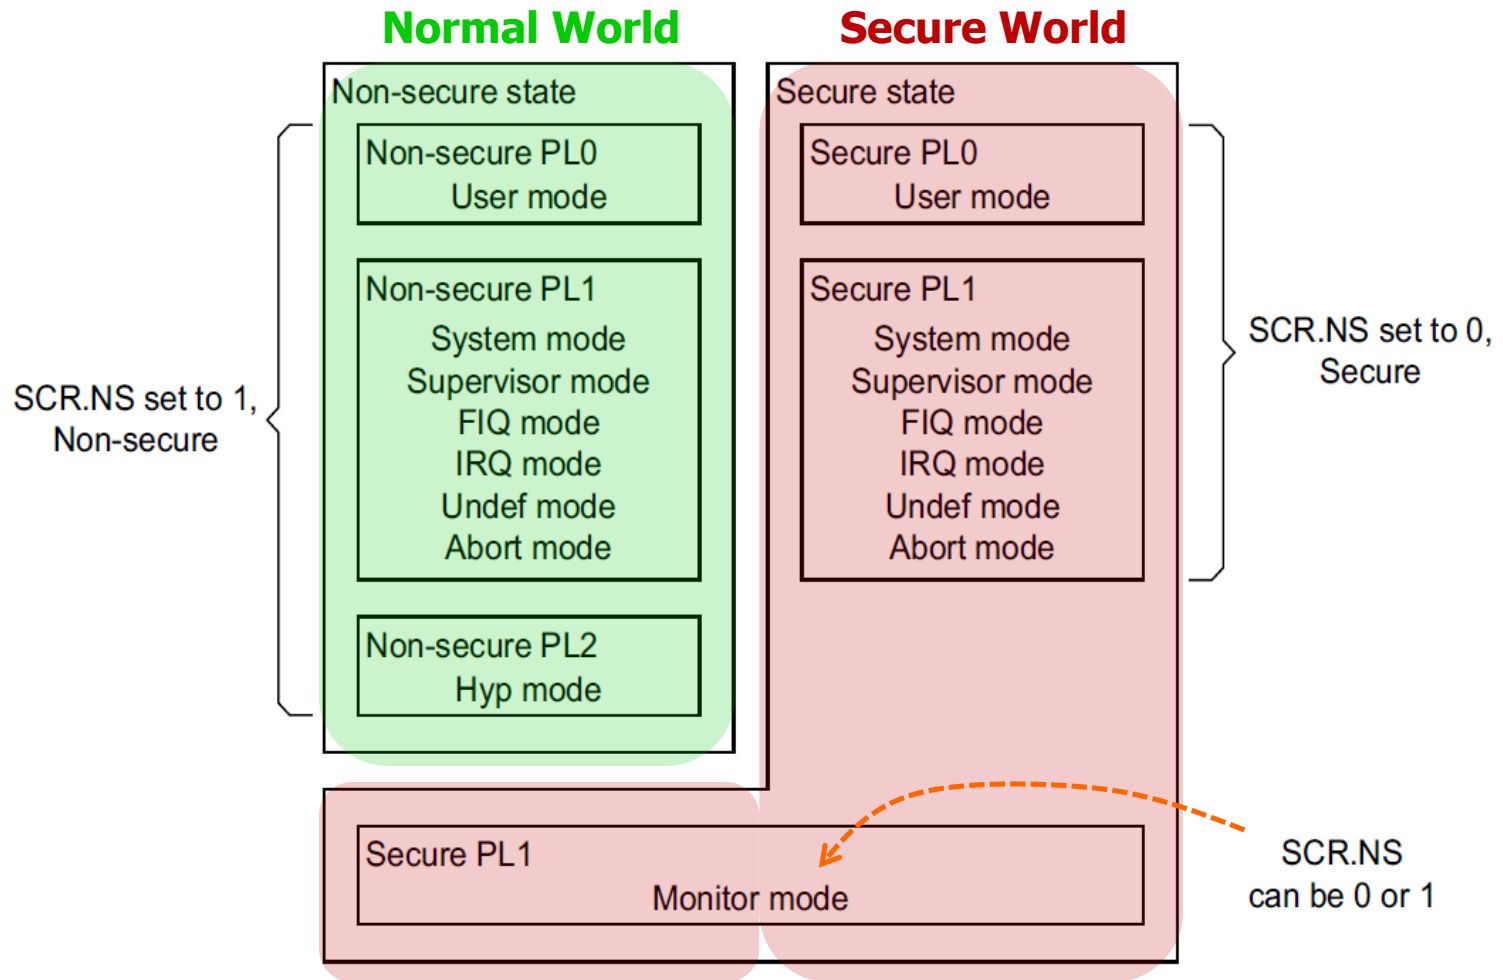 Normal World
Secure World
Non-secure state
Non-secure PL0
User mode
Non-secure PL1
System mode
Supervisor mode
FIQ mode
IRQ mode
Undef mode
Abort mode
Non-secure PL2
Hyp mode
SCR.NS set to 1,
Non-secure
Secure state
Secure PL0
User mode
Secure PL1
System mode
Supervisor mode
FIQ mode
IRQ mode
Undef mode
Abort mode
SCR.NS set to 0,
Secure
Secure PL1
Monitor mode
SCR.NS
can be 0 or 1